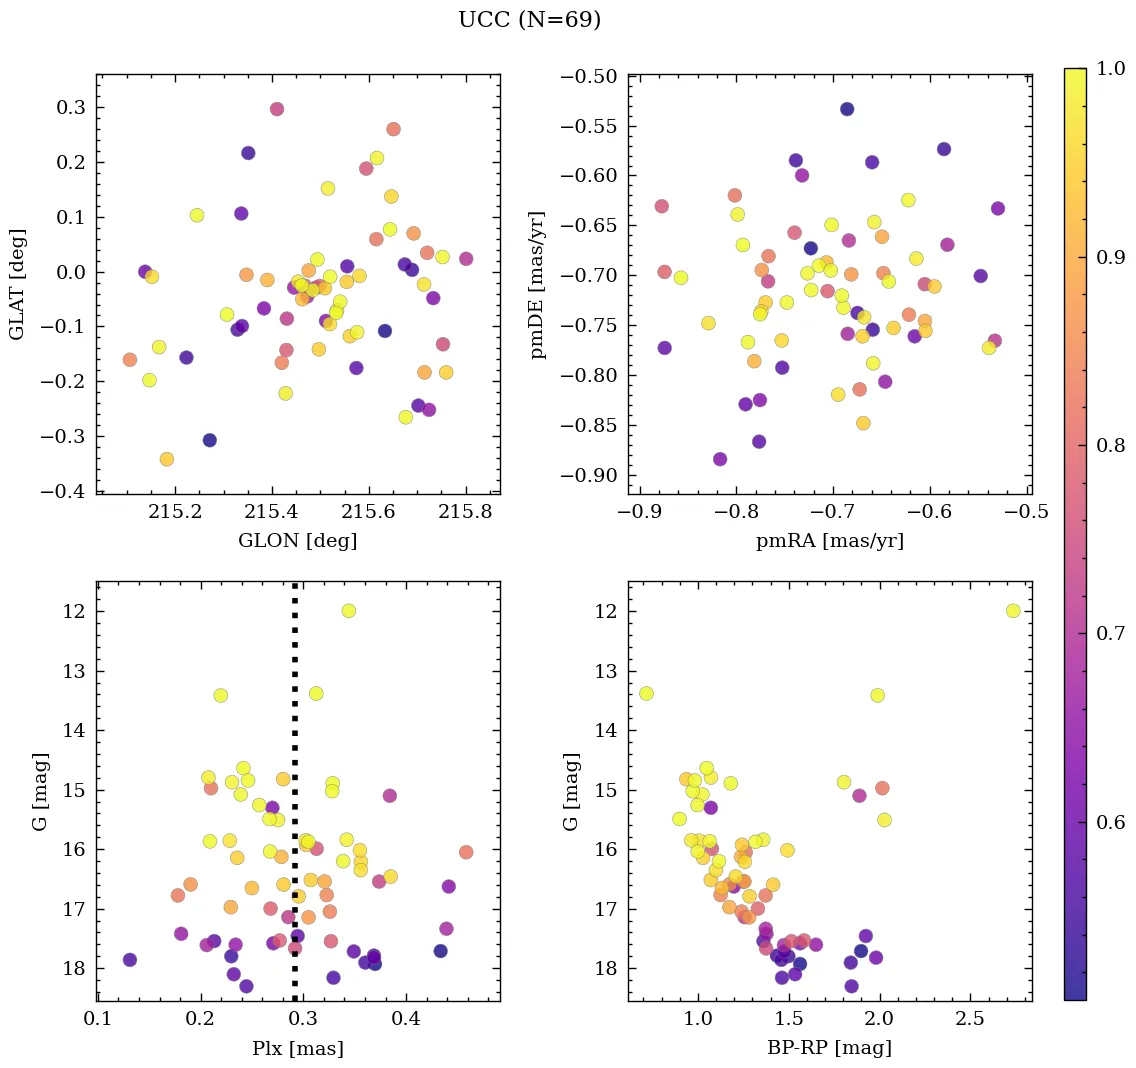 UCC (N=69)
0.3
0.2
0.1
0.0
−0.1
−0.2
−0.3
−0.4
GLAT [deg]
215.2 215.4 215.6 215.8
GLON [deg]
−0.50
−0.55
−0.60
−0.65
−0.70
−0.75
−0.80
−0.85
−0.90
pmDE [mas/yr]
−0.9 −0.8 −0.7 −0.6 −0.5
pmRA [mas/yr]
12
13
14
15
16
17
18
G [mag]
0.1 0.2 0.3 0.4
Plx [mas]
12
13
14
15
16
17
18
G [mag]
1.0 1.5 2.0 2.5
BP-RP [mag]
1.0
0.9
0.8
0.7
0.6